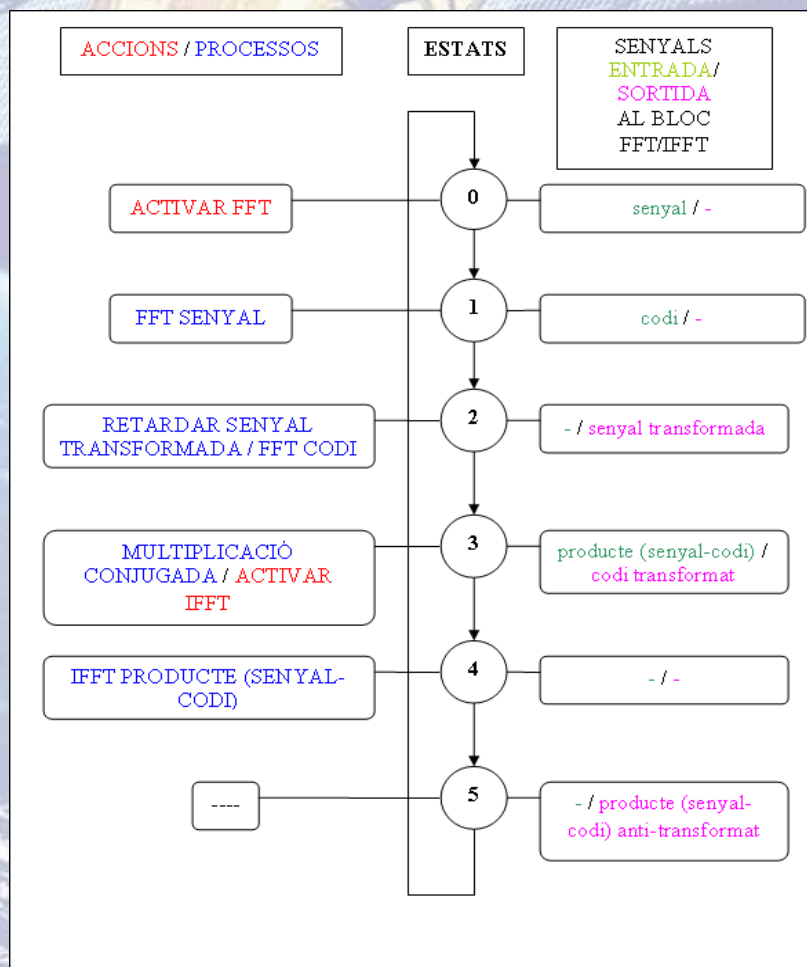 ACCIONS / PROCESSOS
ESTATS
SENYALS
ENTRADA/
SORTIDA
AL BLOC
FFT/IFFT
ACTIVAR FFT
0
senyal / -
FFT SENYAL
1
codi / -
RETARDAR SENYAL
TRANSFORMADA / FFT CODI
2
- / senyal transformada
MULTIPLICACIÓ
CONJUGADA / ACTIVAR
IFFT
3
producte (senyal-codi) /
codi transformat
IFFT PRODUCTE (SENYAL-
CODI)
4
- / -
----
5
- / producte (senyal-
codi) anti-transformat